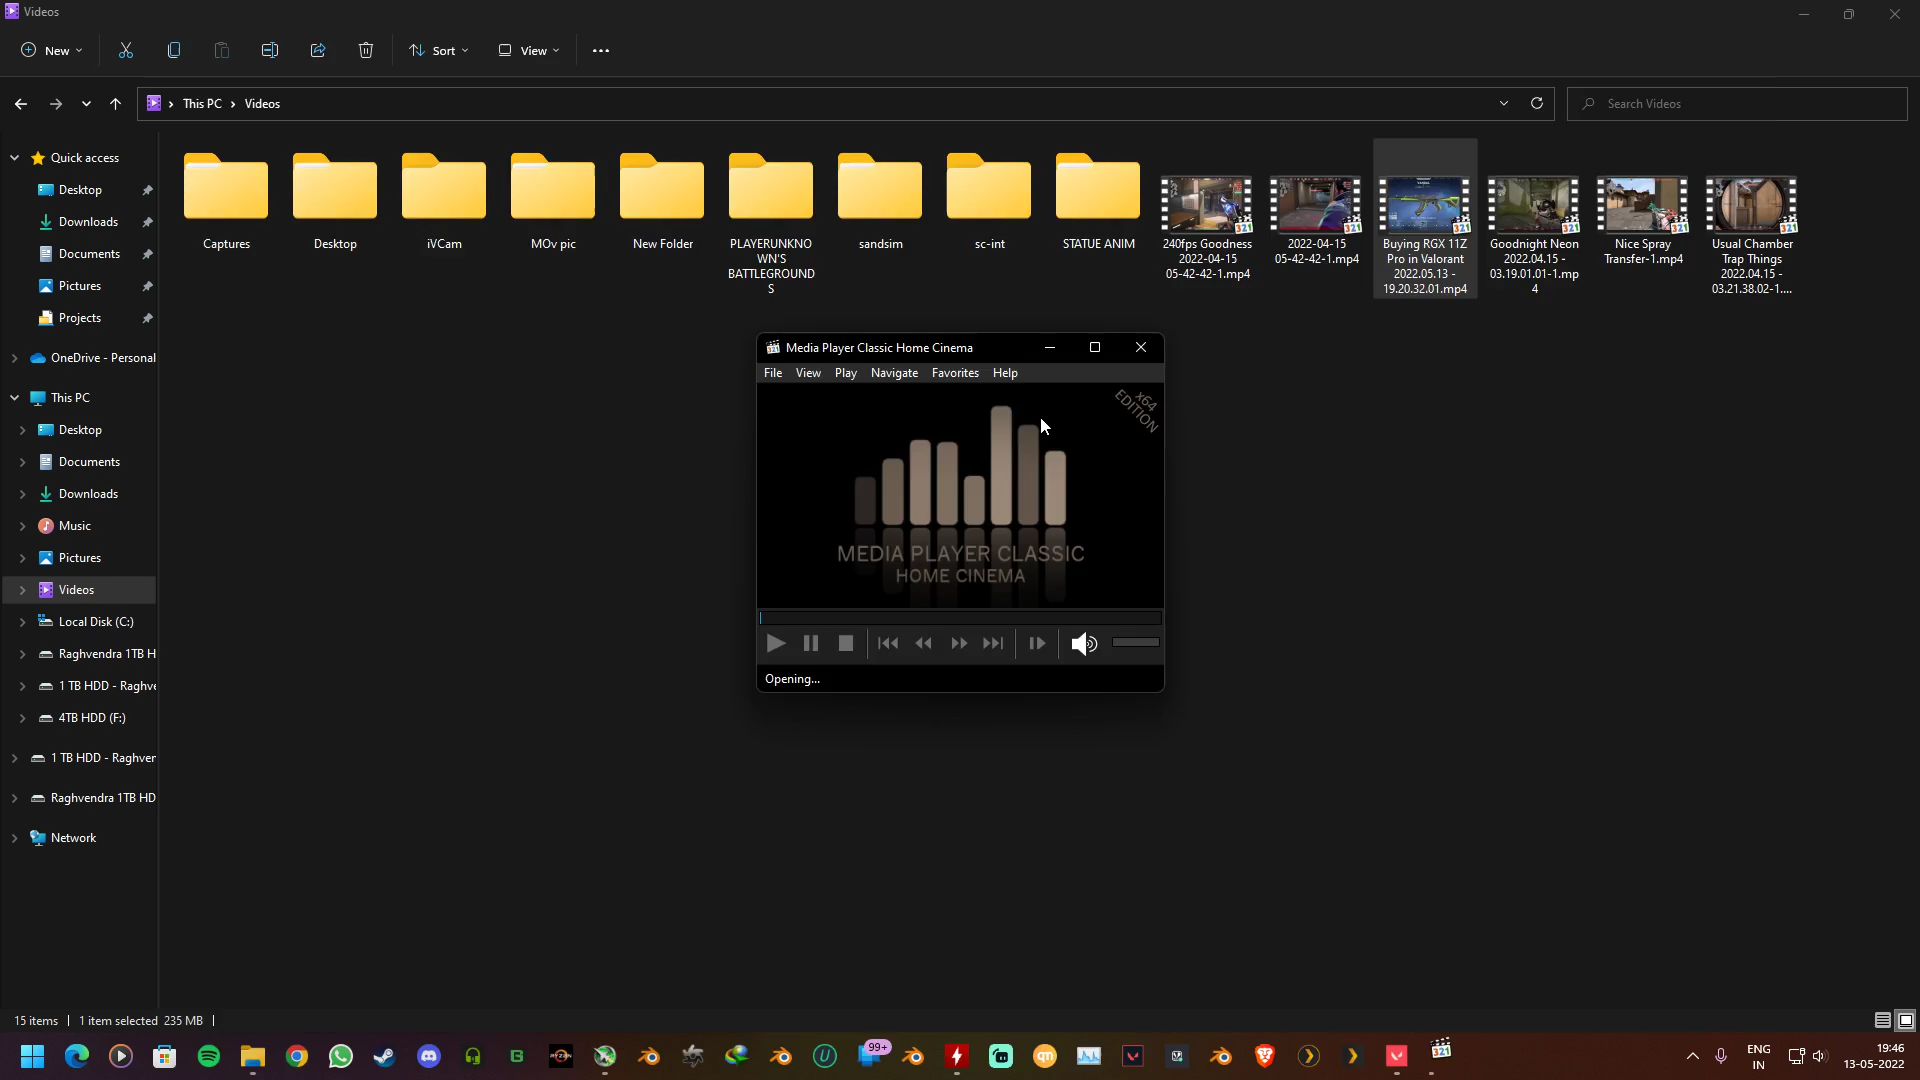 Videos
New
Sort
View
This PC
Videos
Search Videos
Quick access
Desktop
Downloads
Documents
Pictures
Projects
OneDrive - Personal
This PC
Desktop
Documents
Downloads
Music
Pictures
Videos
Local Disk (C:)
Raghvendra 1TB H
1 TB HDD - Raghve
4TB HDD (F:)
1 TB HDD - Raghver
Raghvendra 1TB HD
Network
Captures
Desktop
iVCam
MOv pic
New Folder
PLAYERUNKNO
WN'S
BATTLEGROUND
S
sandsim
sc-int
STATUE ANIM
240fps Goodness
2022-04-15
05-42-42-1.mp4
2022-04-15
05-42-42-1.mp4
Buying RGX 11Z
Pro in Valorant
2022.05.13 -
19.20.32.01.mp4
Goodnight Neon
2022.04.15 -
03.19.01.01-1.mp
4
Nice Spray
Transfer-1.mp4
Usual Chamber
Trap Things
2022.04.15 -
03.21.38.02-1....
Media Player Classic Home Cinema
File View Play Navigate Favorites Help
x64
EDITION
MEDIA PLAYER CLASSIC
HOME CINEMA
Opening...
15 items
1 item selected 235 MB
99+
ENG
IN
19:46
13-05-2022